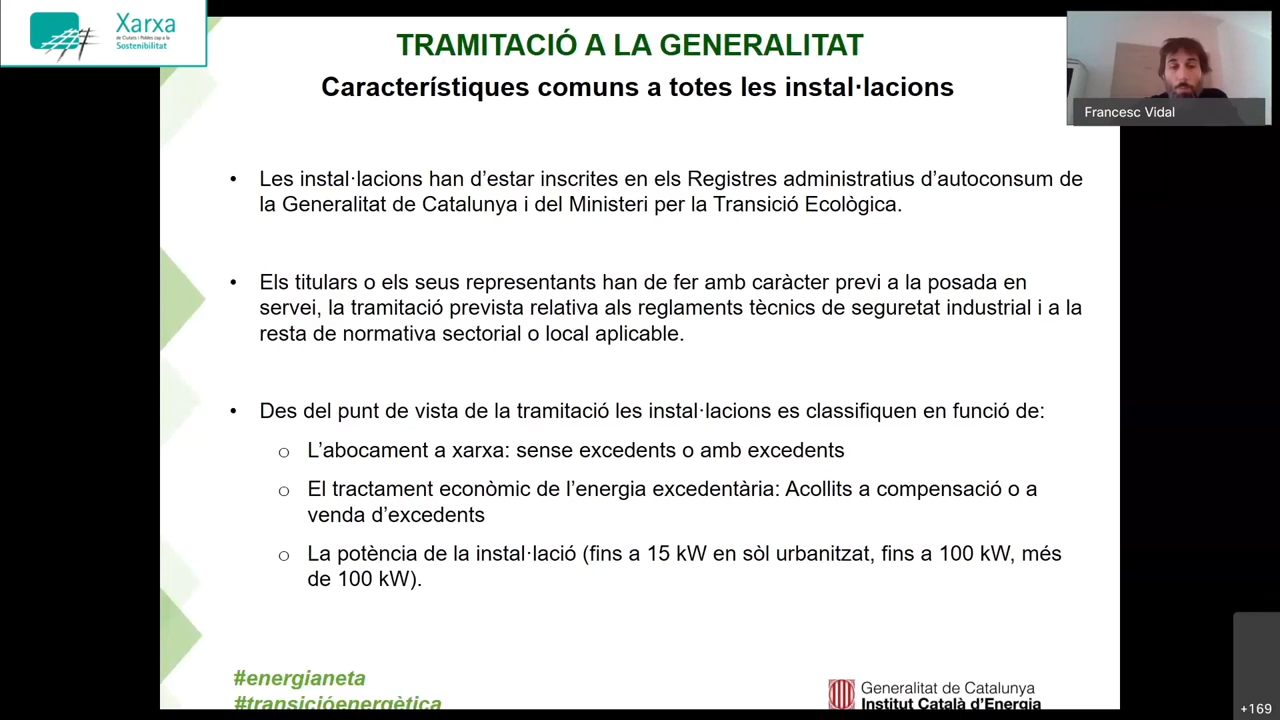 Xarxa
de Ciutats i Pobles cap a la
Sostenibilitat
TRAMITACIÓ A LA GENERALITAT
Característiques comuns a totes les instal·lacions
Francesc Vidal
• Les instal·lacions han d’estar inscrites en els Registres administratius d’autoconsum de
la Generalitat de Catalunya i del Ministeri per la Transició Ecològica.
• Els titulars o els seus representants han de fer amb caràcter previ a la posada en
servei, la tramitació prevista relativa als reglaments tècnics de seguretat industrial i a la
resta de normativa sectorial o local aplicable.
• Des del punt de vista de la tramitació les instal·lacions es classifiquen en funció de:
o L’abocament a xarxa: sense excedents o amb excedents
o El tractament econòmic de l’energia excedentària: Acollits a compensació o a
venda d’excedents
o La potència de la instal·lació (fins a 15 kW en sòl urbanitzat, fins a 100 kW, més
de 100 kW).
#energianeta
#transicióenergètica
Generalitat de Catalunya
Institut Català d’Energia
+169